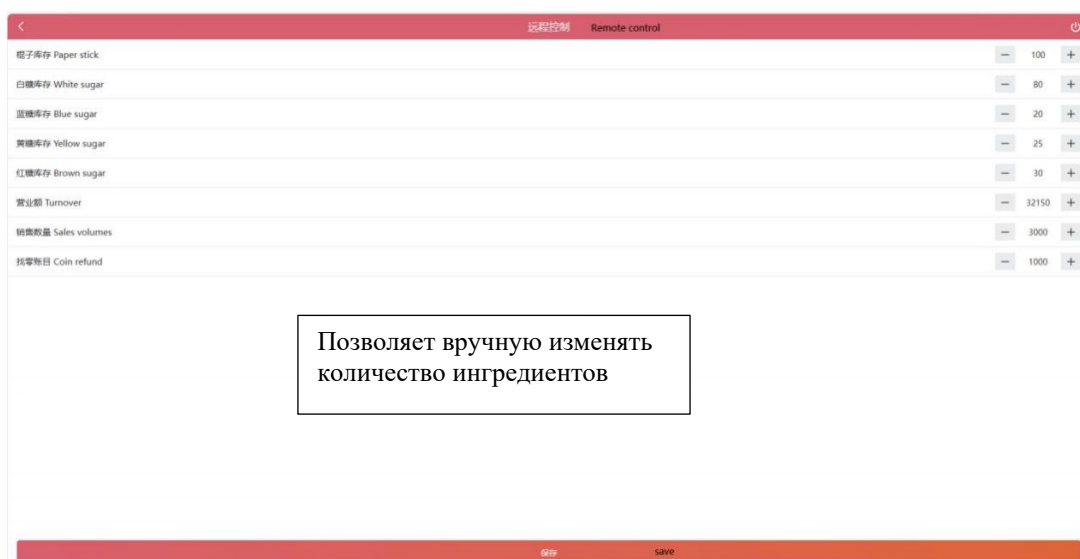 远程控制 Remote control
棍子库存 Paper stick 100
白糖库存 White sugar 80
蓝糖库存 Blue sugar 20
黄糖库存 Yellow sugar 25
红糖库存 Brown sugar 30
营业额 Turnover 32150
销售数量 Sales volumes 3000
找零账目 Coin refund 1000
Позволяет вручную изменять
количество ингредиентов
保存 save